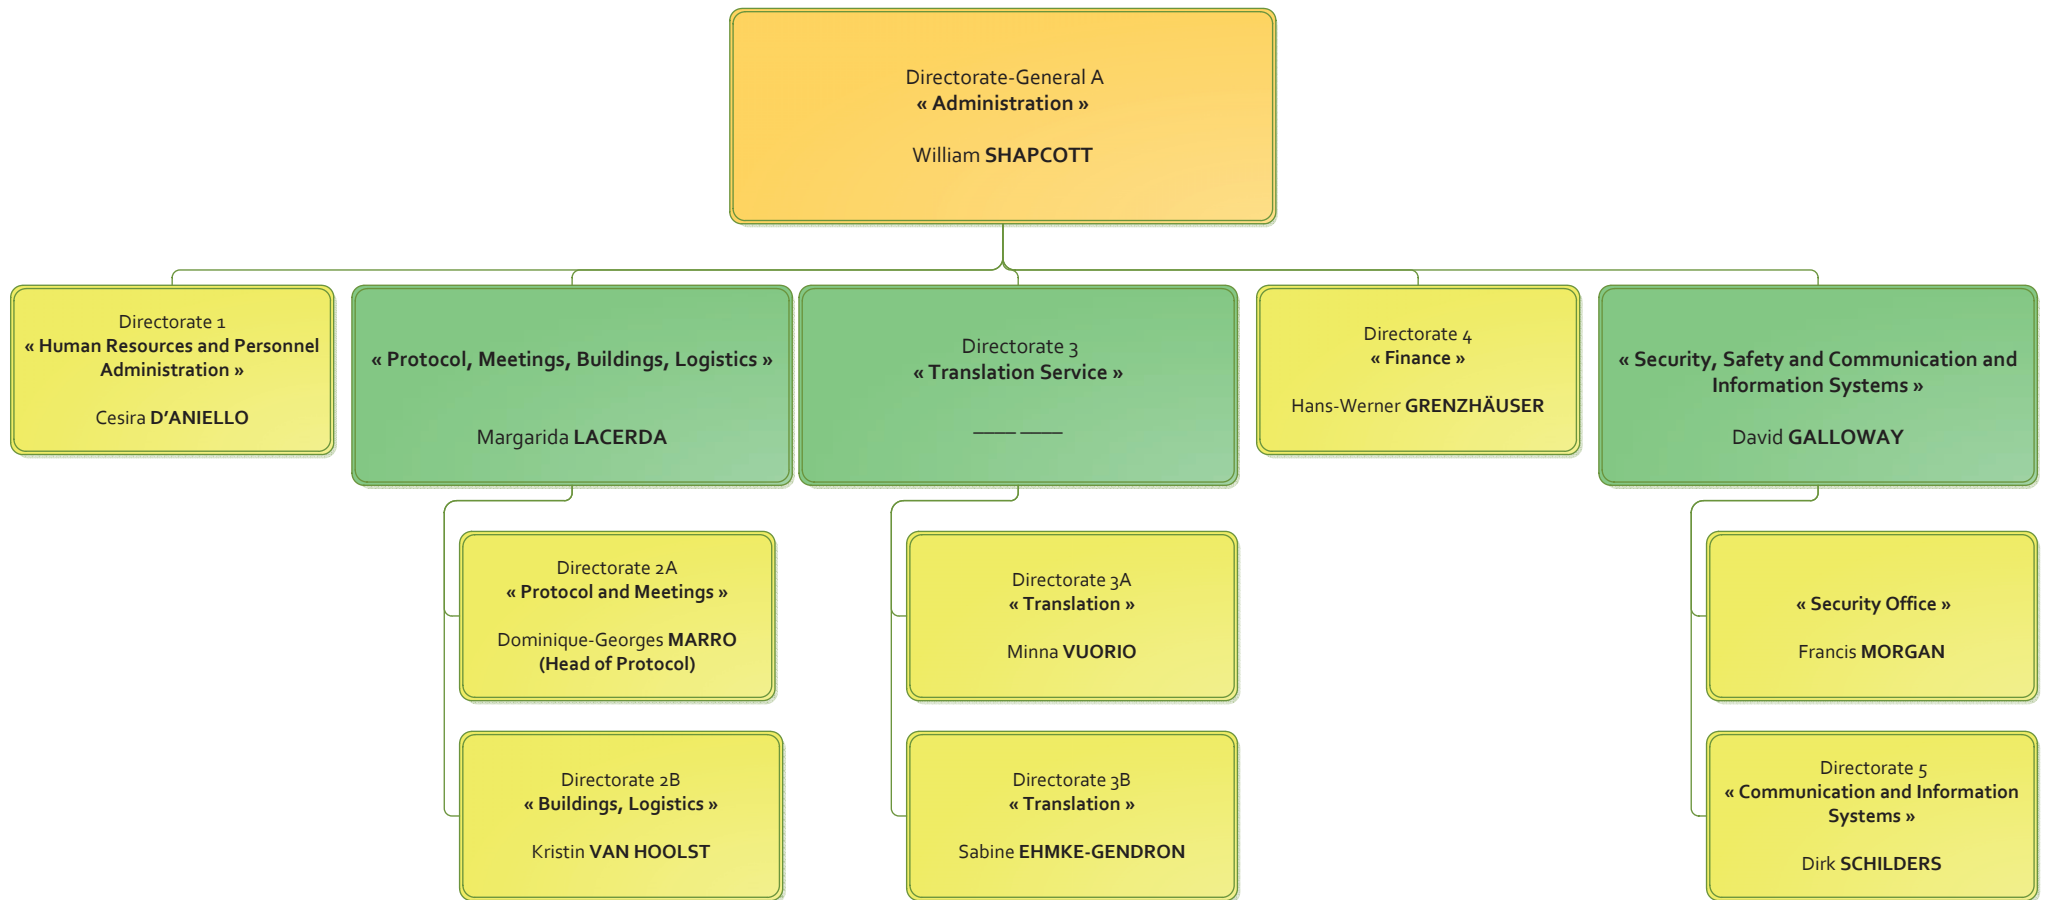 Directorate-General A
« Administration »
William SHAPCOTT
Directorate 1
« Human Resources and Personnel
Administration »
Cesira D’ANIELLO
« Protocol, Meetings, Buildings, Logistics »
Margarida LACERDA
Directorate 3
« Translation Service »
____ ____
Directorate 4
« Finance »
Hans-Werner GRENZHÄUSER
« Security, Safety and Communication and
Information Systems »
David GALLOWAY
Directorate 2A
« Protocol and Meetings »
Dominique-Georges MARRO
(Head of Protocol)
Directorate 3A
« Translation »
Minna VUORIO
« Security Office »
Francis MORGAN
Directorate 2B
« Buildings, Logistics »
Kristin VAN HOOLST
Directorate 3B
« Translation »
Sabine EHMKE-GENDRON
Directorate 5
« Communication and Information
Systems »
Dirk SCHILDERS